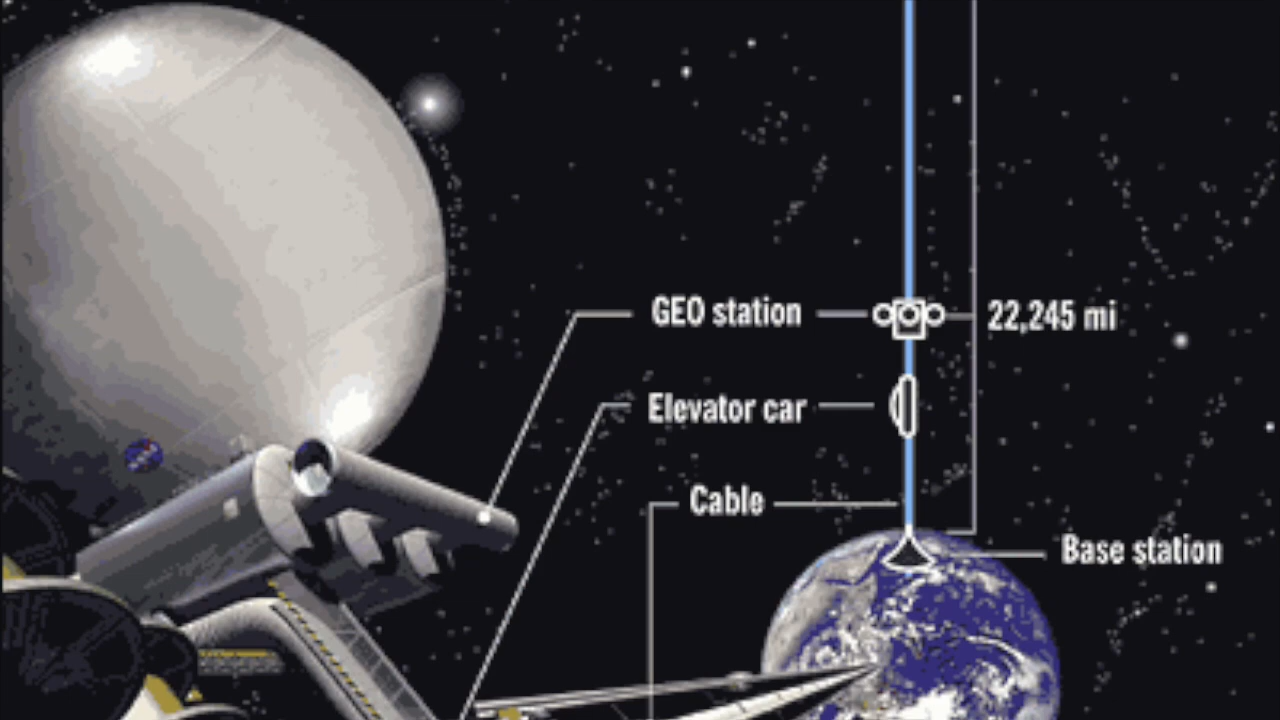 GEO station
22,245 mi
Elevator car
Cable
Base station